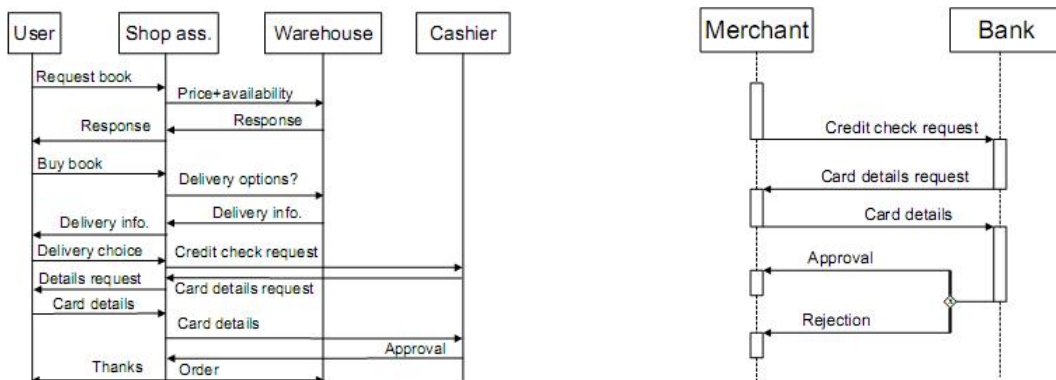 User
Shop ass.
Warehouse
Cashier
Request book
Price+availability
Response
Response
Buy book
Delivery options?
Delivery info.
Delivery info.
Delivery choice
Credit check request
Details request
Card details request
Card details
Card details
Approval
Thanks
Order
Merchant
Bank
Credit check request
Card details request
Card details
Approval
x
Rejection